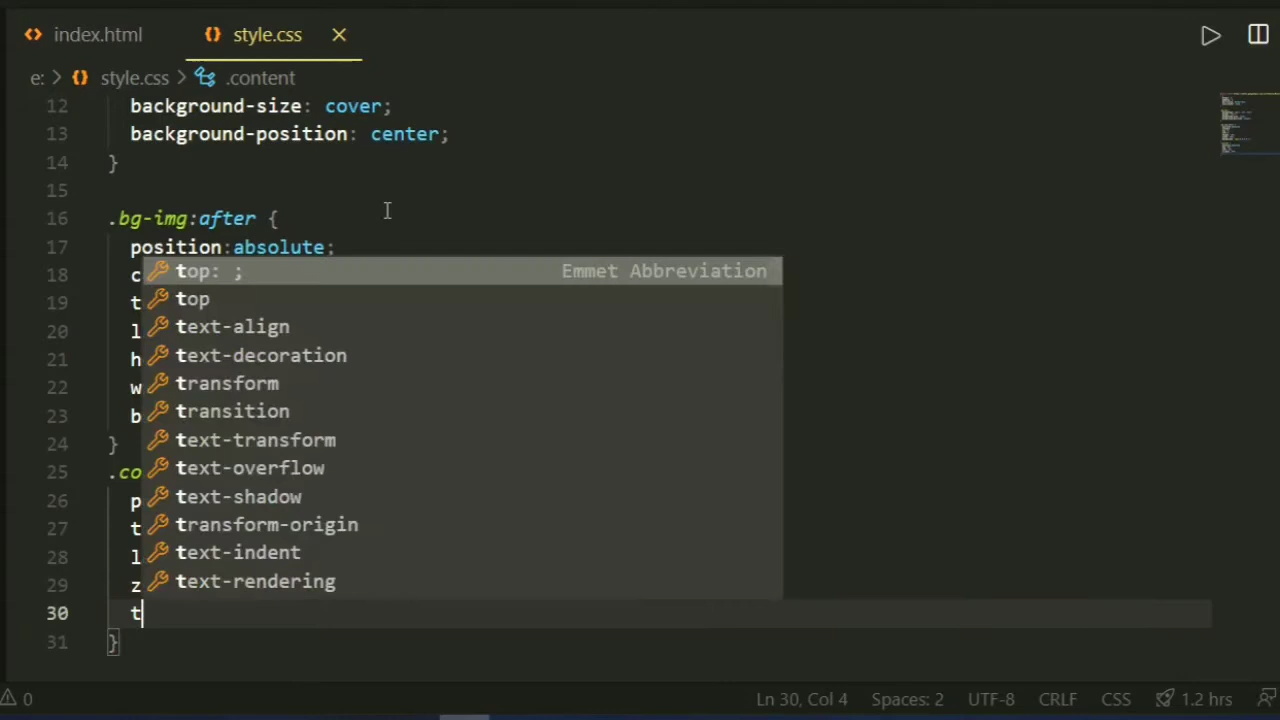 index.html style.css
e: > style.css > .content
12 background-size: cover;
13 background-position: center;
14 }
15
16 .bg-img:after {
17 position:absolute;
18 c
top: ; Emmet Abbreviation
19 t
top
20 l
text-align
21 h
text-decoration
22 w
transform
23 b
transition
24 }
text-transform
25 .co
text-overflow
26 p
text-shadow
27 t
transform-origin
28 l
text-indent
29 z
text-rendering
30 t
31 }
0 Ln 30, Col 4 Spaces: 2 UTF-8 CRLF CSS 1.2 hrs